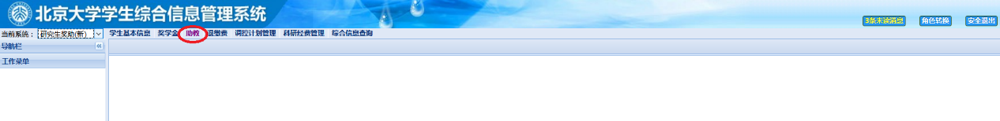 北京大学学生综合信息管理系统
3条未读消息 角色转换 安全退出
当前系统： 研究生奖助(新) 学生基本信息 奖学金 助教 退缴费 调控计划管理 科研经费管理 综合信息查询
导航栏
工作菜单